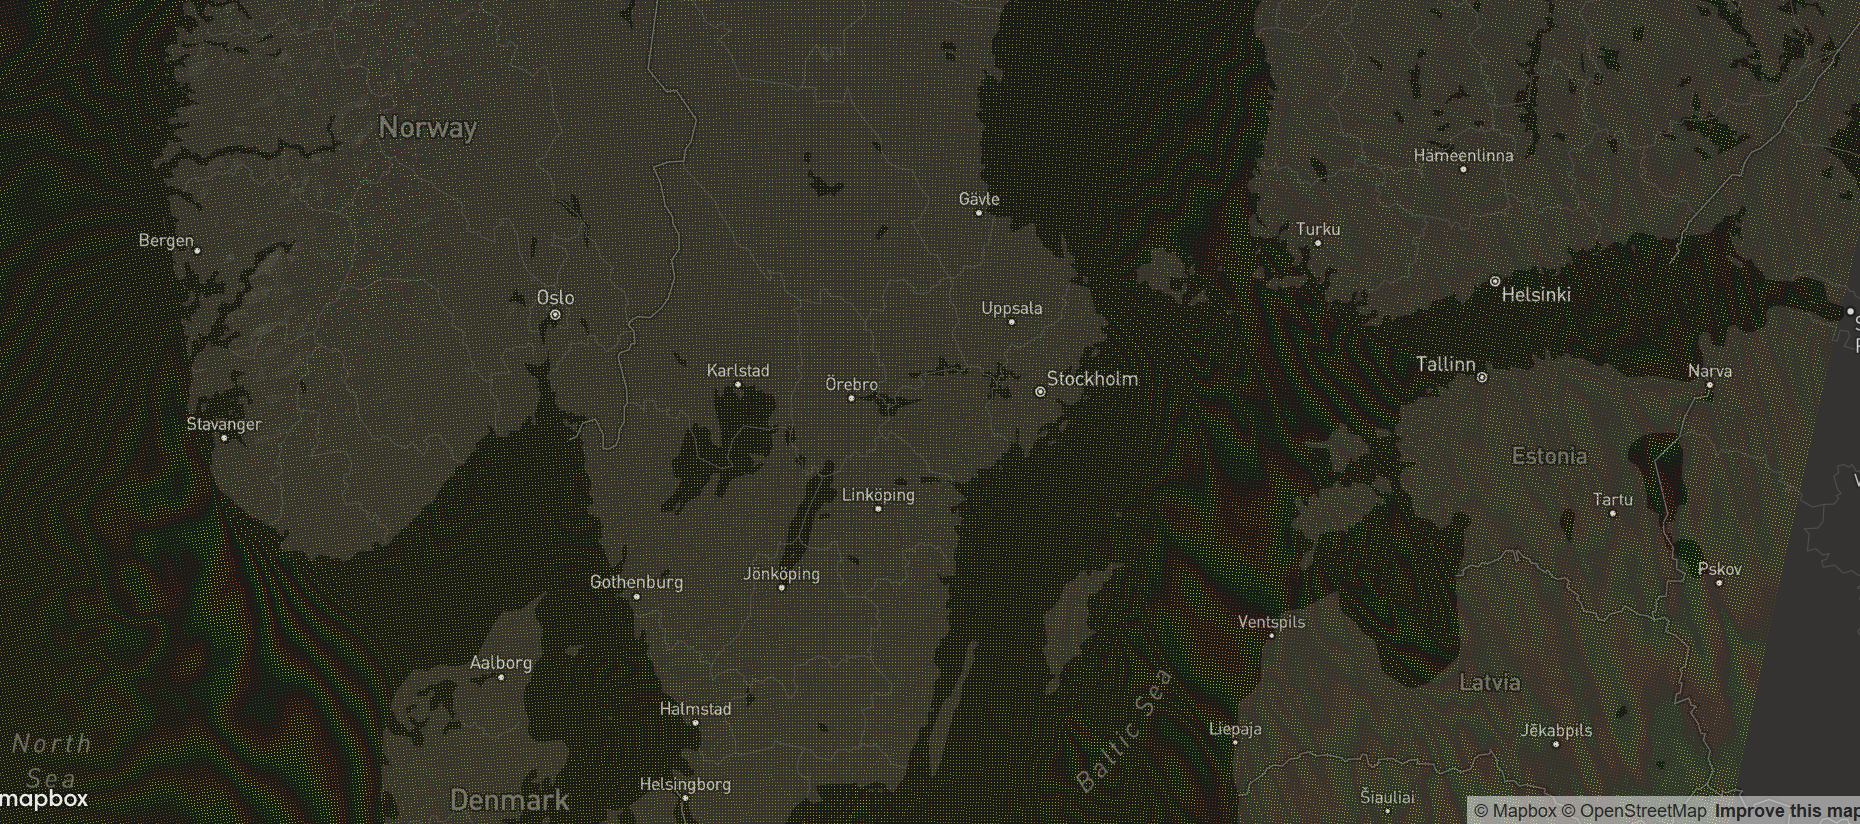 Norway
Hämeenlinna
Gävle
Turku
Bergen
Helsinki
Oslo
Uppsala
Tallinn
Narva
Karlstad
Örebro
Stockholm
Stavanger
Estonia
Linköping
Tartu
Gothenburg
Jönköping
Pskov
Ventspils
Aalborg
Latvia
Halmstad
Baltic Sea
Liepaja
Jēkabpils
North
Sea
Helsingborg
Denmark
Šiauliai
mapbox
© Mapbox © OpenStreetMap Improve this map